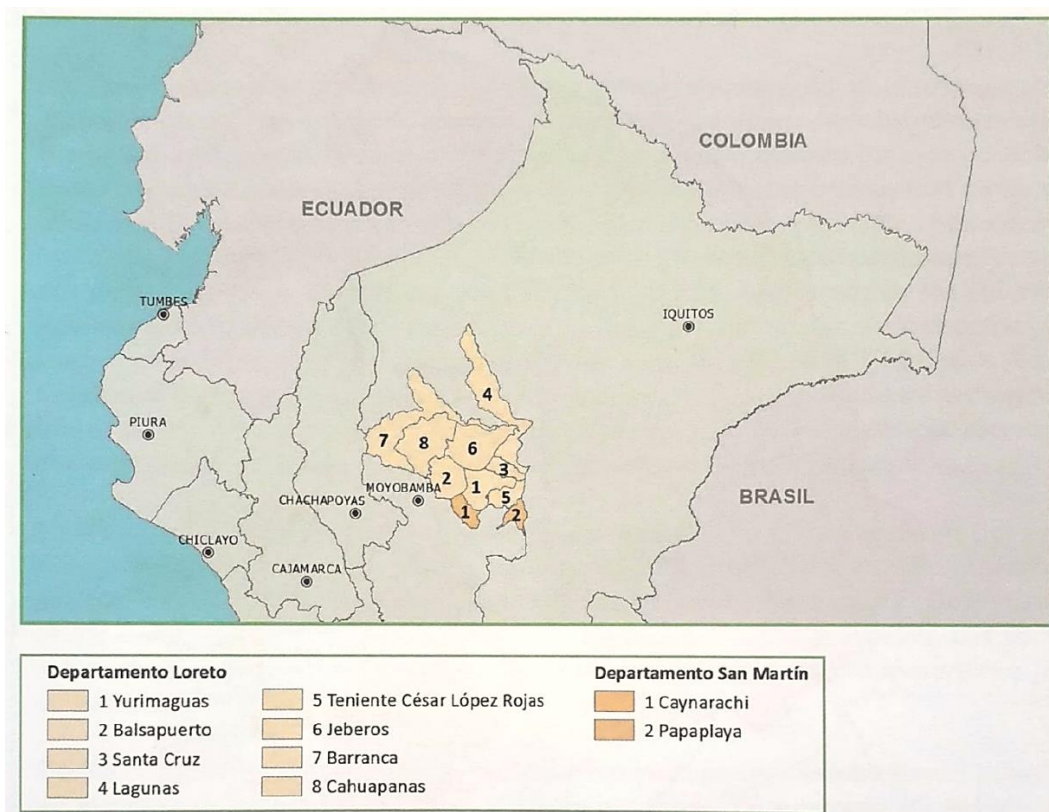 COLOMBIA
ECUADOR
TUMBES
IQUITOS
4
PIURA
7
8
6
3
2
1
MOYOBAMBA
5
BRASIL
CHACHAPOYAS
1
2
CHICLAYO
CAJAMARCA
Departamento Loreto
1 Yurimaguas
2 Balsapuerto
3 Santa Cruz
4 Lagunas
5 Teniente César López Rojas
6 Jeberos
7 Barranca
8 Cahuapanas
Departamento San Martín
1 Caynarachi
2 Papaplaya